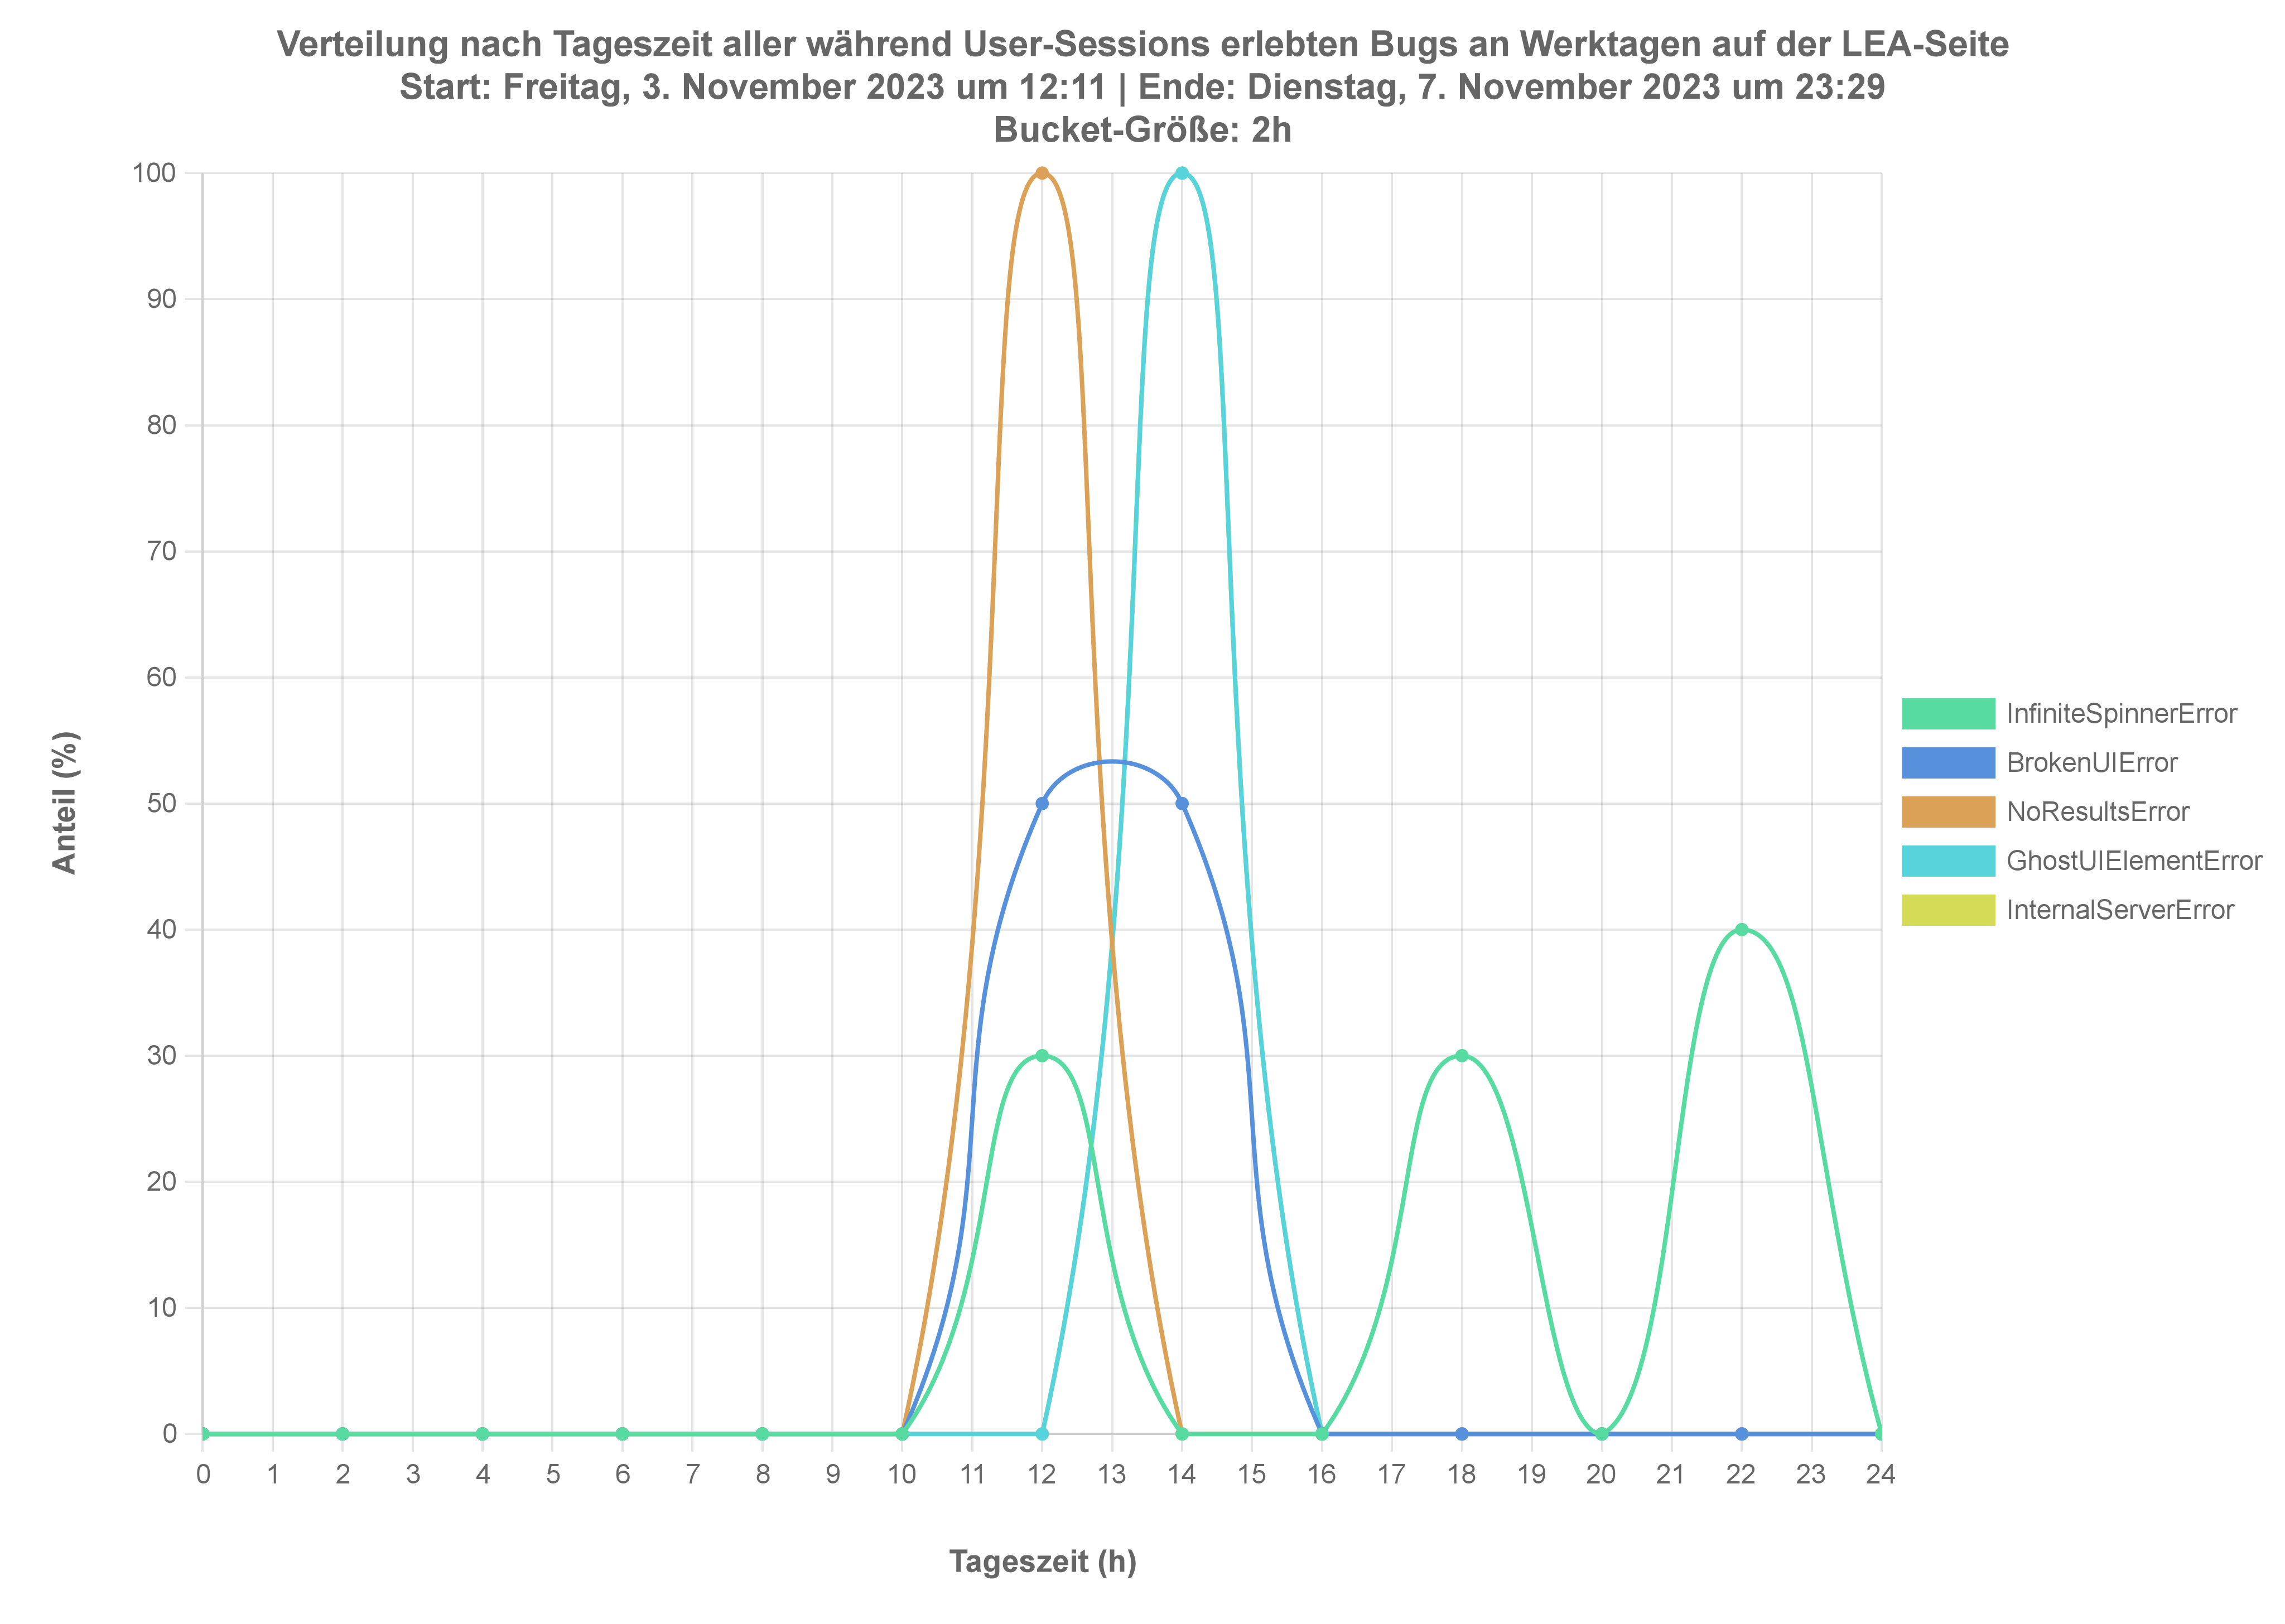 Verteilung nach Tageszeit aller während User-Sessions erlebten Bugs an Werktagen auf der LEA-Seite
Start: Freitag, 3. November 2023 um 12:11 | Ende: Dienstag, 7. November 2023 um 23:29
Bucket-Größe: 2h
100
90
80
70
60
50
40
30
20
10
0
Anteil (%)
0 1 2 3 4 5 6 7 8 9 10 11 12 13 14 15 16 17 18 19 20 21 22 23 24
Tageszeit (h)
InfiniteSpinnerError
BrokenUIError
NoResultsError
GhostUIElementError
InternalServerError